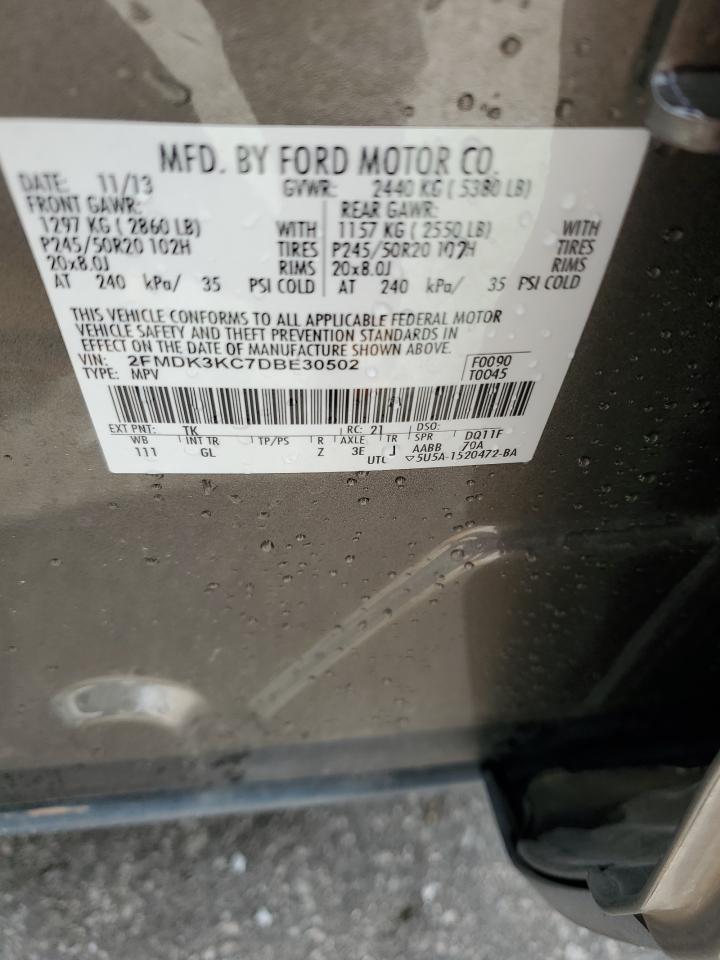 MFD. BY FORD MOTOR CO.
DATE: 11/13 GVWR: 2440 KG ( 5380 LB)
FRONT GAWR: REAR GAWR:
1297 KG ( 2860 LB) WITH 1157 KG ( 2550 LB) WITH
P245/50R20 102H TIRES P245/50R20 102H TIRES
20x8.0J RIMS 20x8.0J RIMS
AT 240 kPa/ 35 PSI COLD AT 240 kPa/ 35 PSI COLD
THIS VEHICLE CONFORMS TO ALL APPLICABLE FEDERAL MOTOR
VEHICLE SAFETY AND THEFT PREVENTION STANDARDS IN
EFFECT ON THE DATE OF MANUFACTURE SHOWN ABOVE.
VIN: 2FMDK3KC7DBE30502 F0090
TYPE: MPV T0045
EXT PNT: TK RC: 21 DSO:
WB INT TR TP/PS R AXLE TR SPR DQ11F
111 GL Z 3E J AABB 70A
UTC ▽5U5A-1520472-BA